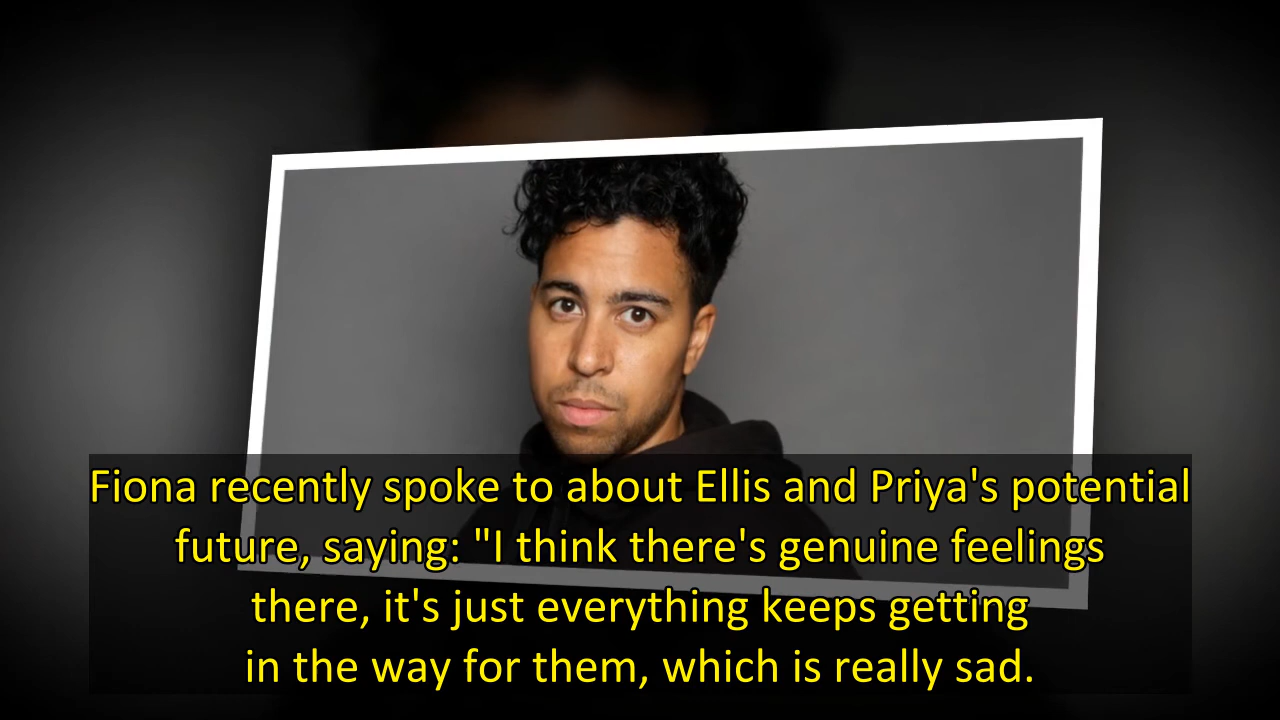 Fiona recently spoke to about Ellis and Priya's potential
future, saying: "I think there's genuine feelings
there, it's just everything keeps getting
in the way for them, which is really sad.